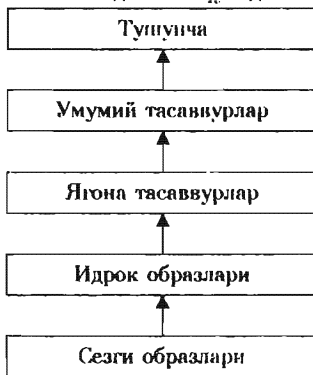 Тушунча
Умумий тасаввурлар
Ягона тасаввурлар
Идрок образлари
Сезги образлари